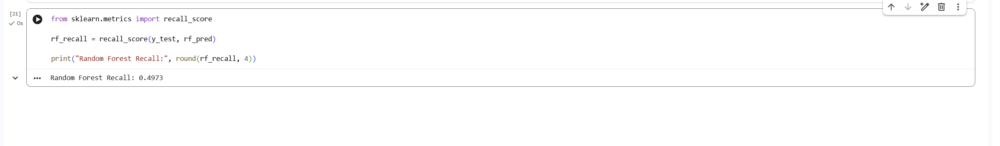 [21]
0s
from sklearn.metrics import recall_score
rf_recall = recall_score(y_test, rf_pred)
print("Random Forest Recall:", round(rf_recall, 4))
Random Forest Recall: 0.4973